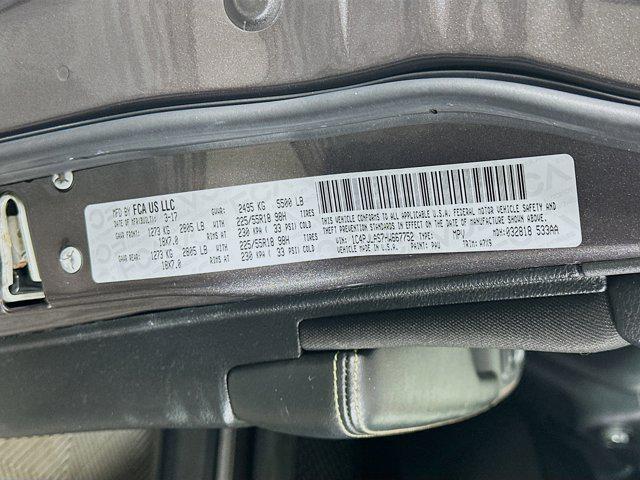 MFD BY FCA US LLC GVWR: 2495 KG 5500 LB
DATE OF MFR(BUILT): 3-17 225/55R18 98H TIRES
GAWR FRONT: 1273 KG 2805 LB RIMS AT 230 KPA ( 33 PSI) COLD
18X7.0 225/55R18 98H TIRES
GAWR REAR: 1273 KG 2805 LB RIMS AT 230 KPA ( 33 PSI) COLD
18X7.0
THIS VEHICLE CONFORMS TO ALL APPLICABLE U.S.A. FEDERAL MOTOR VEHICLE SAFETY AND
THEFT PREVENTION STANDARDS IN EFFECT ON THE DATE OF MANUFACTURE SHOWN ABOVE.
VIN: TYPE: MPV MDH: 032818 533AA
VEHICLE MADE IN U.S.A. PAINT: PAU TRIM: A7X9